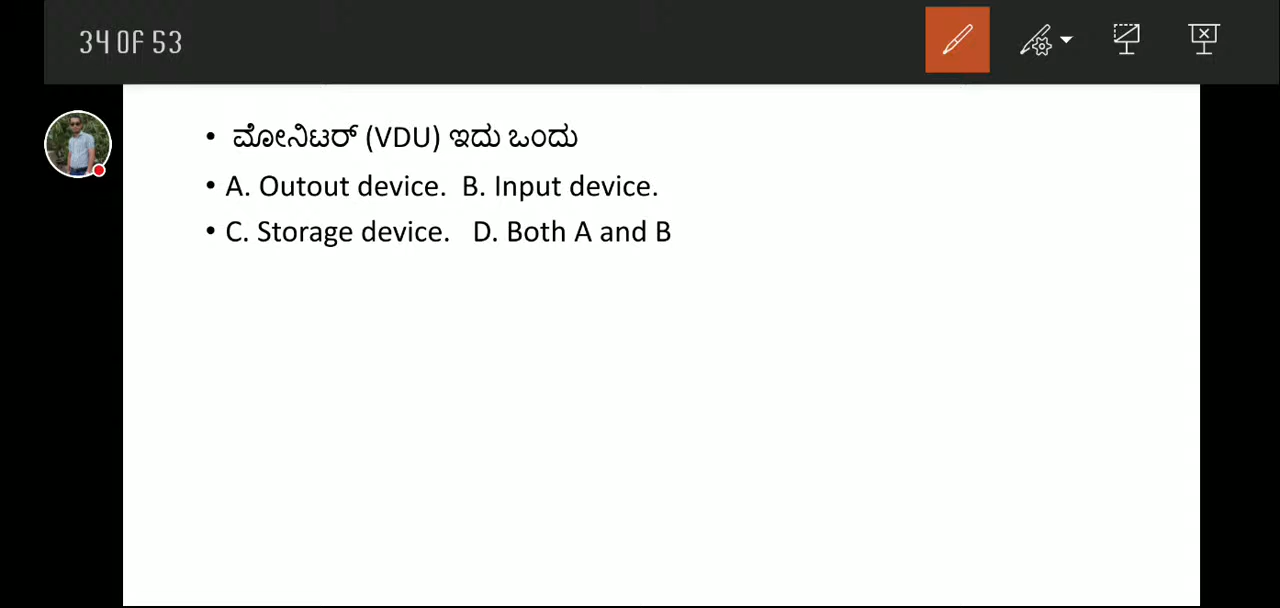 34 OF 53
• ಮೋನಿಟರ್ (VDU) ಇದು ಒಂದು
• A. Outout device. B. Input device.
• C. Storage device. D. Both A and B